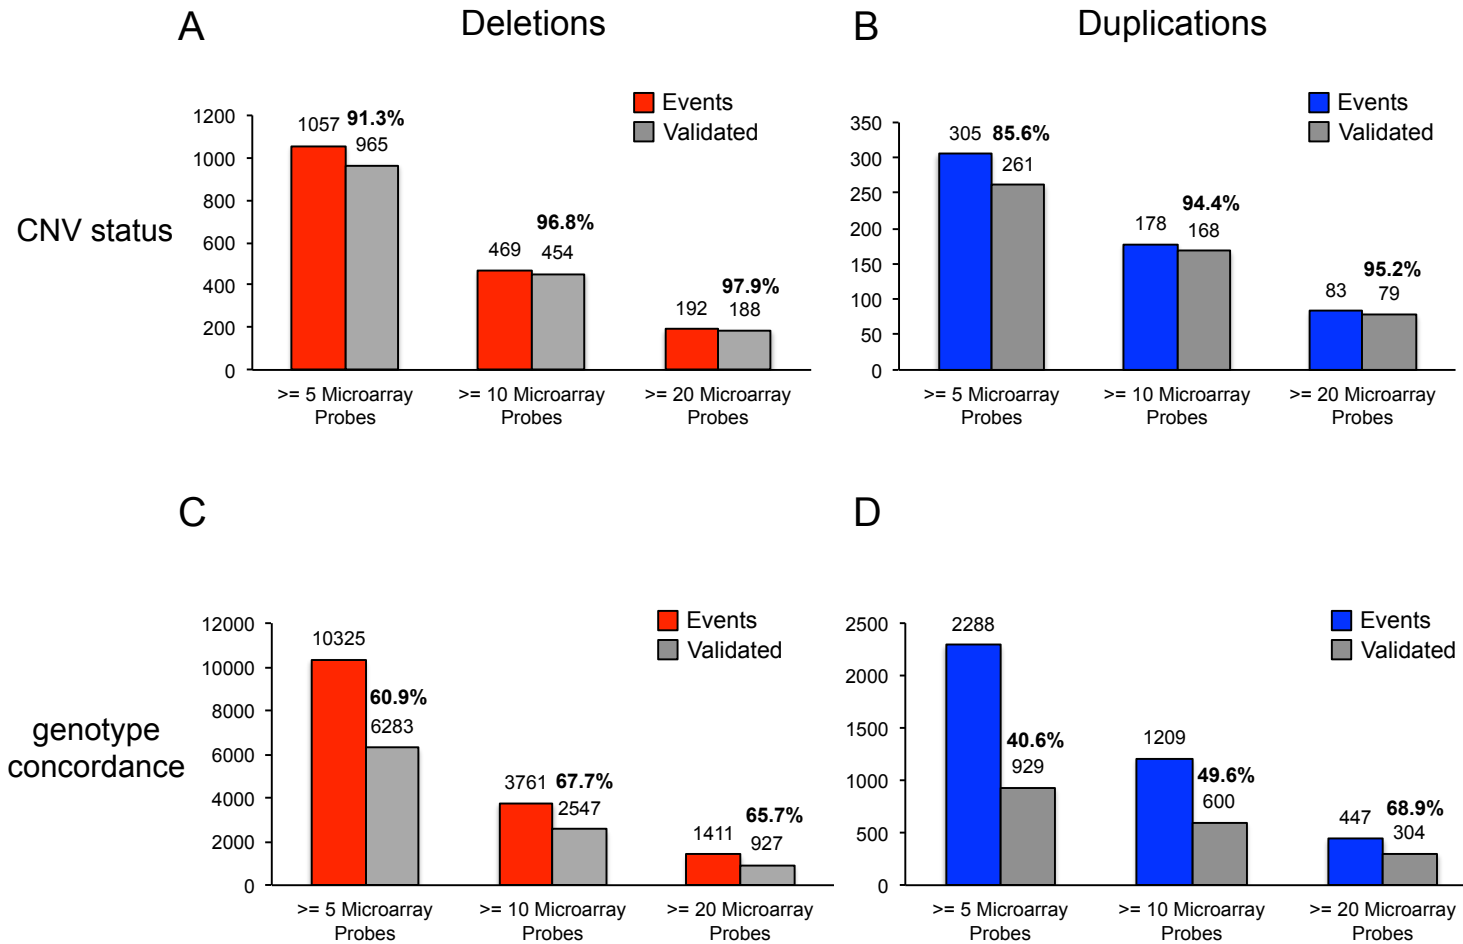 A
Deletions
B
Duplications
CNV status
Events
Validated
1200
1000
800
600
400
200
0
1057
91.3%
965
96.8%
469
454
97.9%
192
188
>= 5 Microarray
Probes
>= 10 Microarray
Probes
>= 20 Microarray
Probes
Events
Validated
350
300
250
200
150
100
50
0
305
85.6%
261
94.4%
178
168
95.2%
83
79
>= 5 Microarray
Probes
>= 10 Microarray
Probes
>= 20 Microarray
Probes
C
D
genotype
concordance
Events
Validated
12000
10000
8000
6000
4000
2000
0
10325
60.9%
6283
3761
67.7%
2547
65.7%
1411
927
>= 5 Microarray
Probes
>= 10 Microarray
Probes
>= 20 Microarray
Probes
Events
Validated
2500
2000
1500
1000
500
0
2288
40.6%
929
1209
49.6%
600
68.9%
447
304
>= 5 Microarray
Probes
>= 10 Microarray
Probes
>= 20 Microarray
Probes